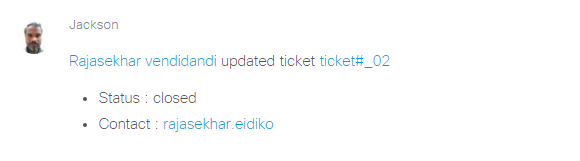 Jackson
Rajasekhar vendidandi updated ticket ticket#_02
• Status : closed
• Contact : rajasekhar.eidiko